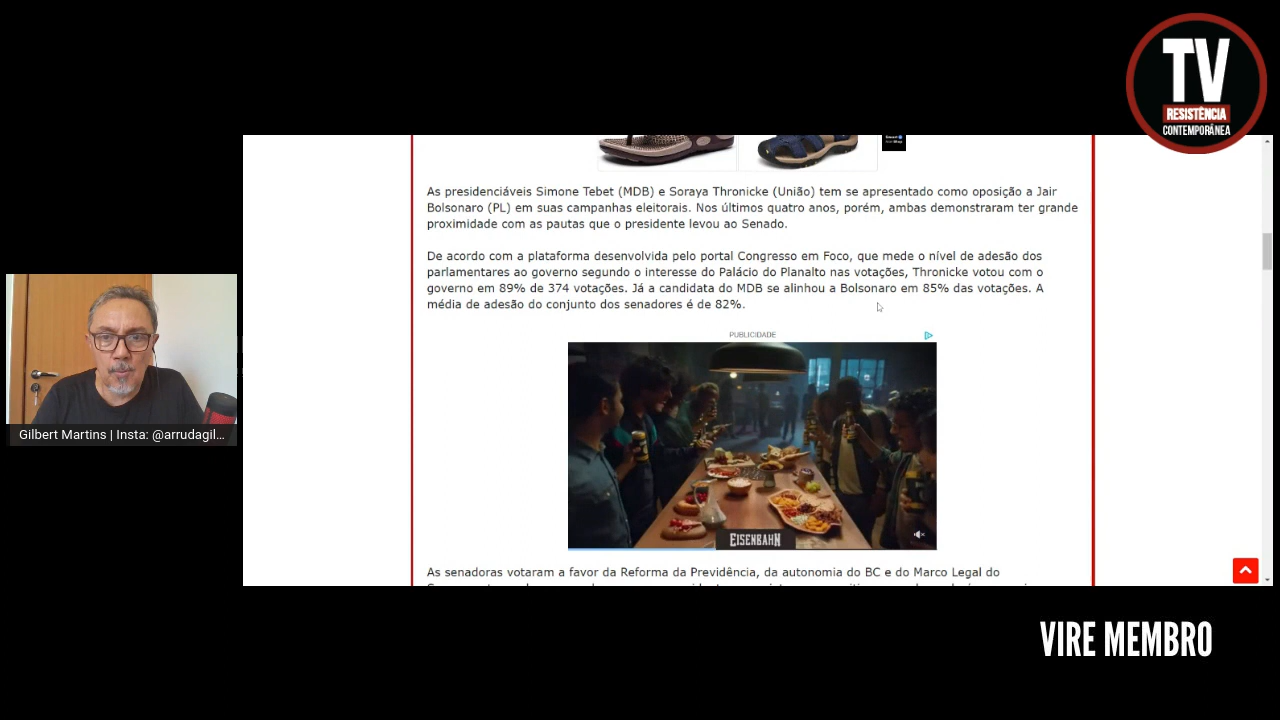 TV
RESISTÊNCIA
CONTEMPORÂNEA
As presidenciáveis Simone Tebet (MDB) e Soraya Thronicke (União) tem se apresentado como oposição a Jair
Bolsonaro (PL) em suas campanhas eleitorais. Nos últimos quatro anos, porém, ambas demonstraram ter grande
proximidade com as pautas que o presidente levou ao Senado.
De acordo com a plataforma desenvolvida pelo portal Congresso em Foco, que mede o nível de adesão dos
parlamentares ao governo segundo o interesse do Palácio do Planalto nas votações, Thronicke votou com o
governo em 89% de 374 votações. Já a candidata do MDB se alinhou a Bolsonaro em 85% das votações. A
média de adesão do conjunto dos senadores é de 82%.
PUBLICIDADE
EISENBAHN
As senadoras votaram a favor da Reforma da Previdência, da autonomia do BC e do Marco Legal do
Gilbert Martins | Insta: @arrudagil...
VIRE MEMBRO